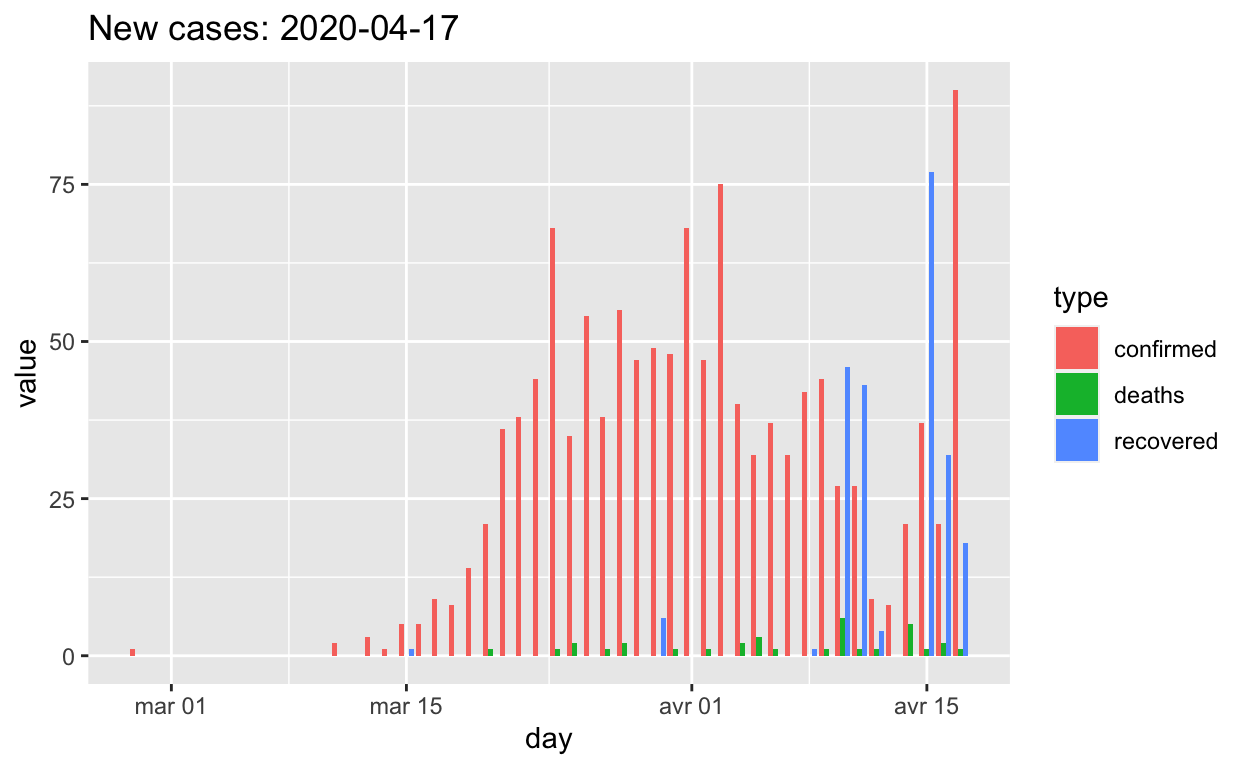 New cases: 2020-04-17
75
50
25
0
value
mar 01
mar 15
avr 01
avr 15
day
type
confirmed
deaths
recovered